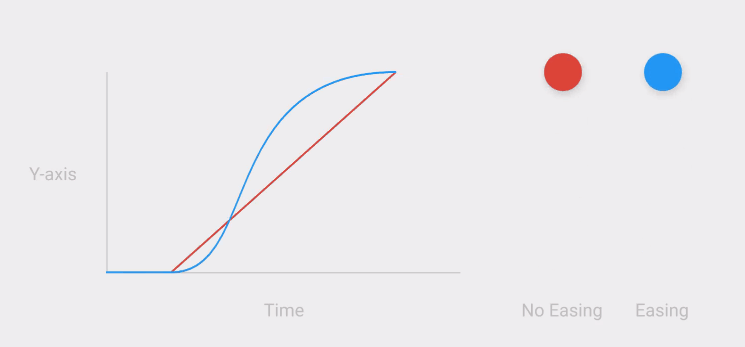 Y-axis
Time
No Easing
Easing